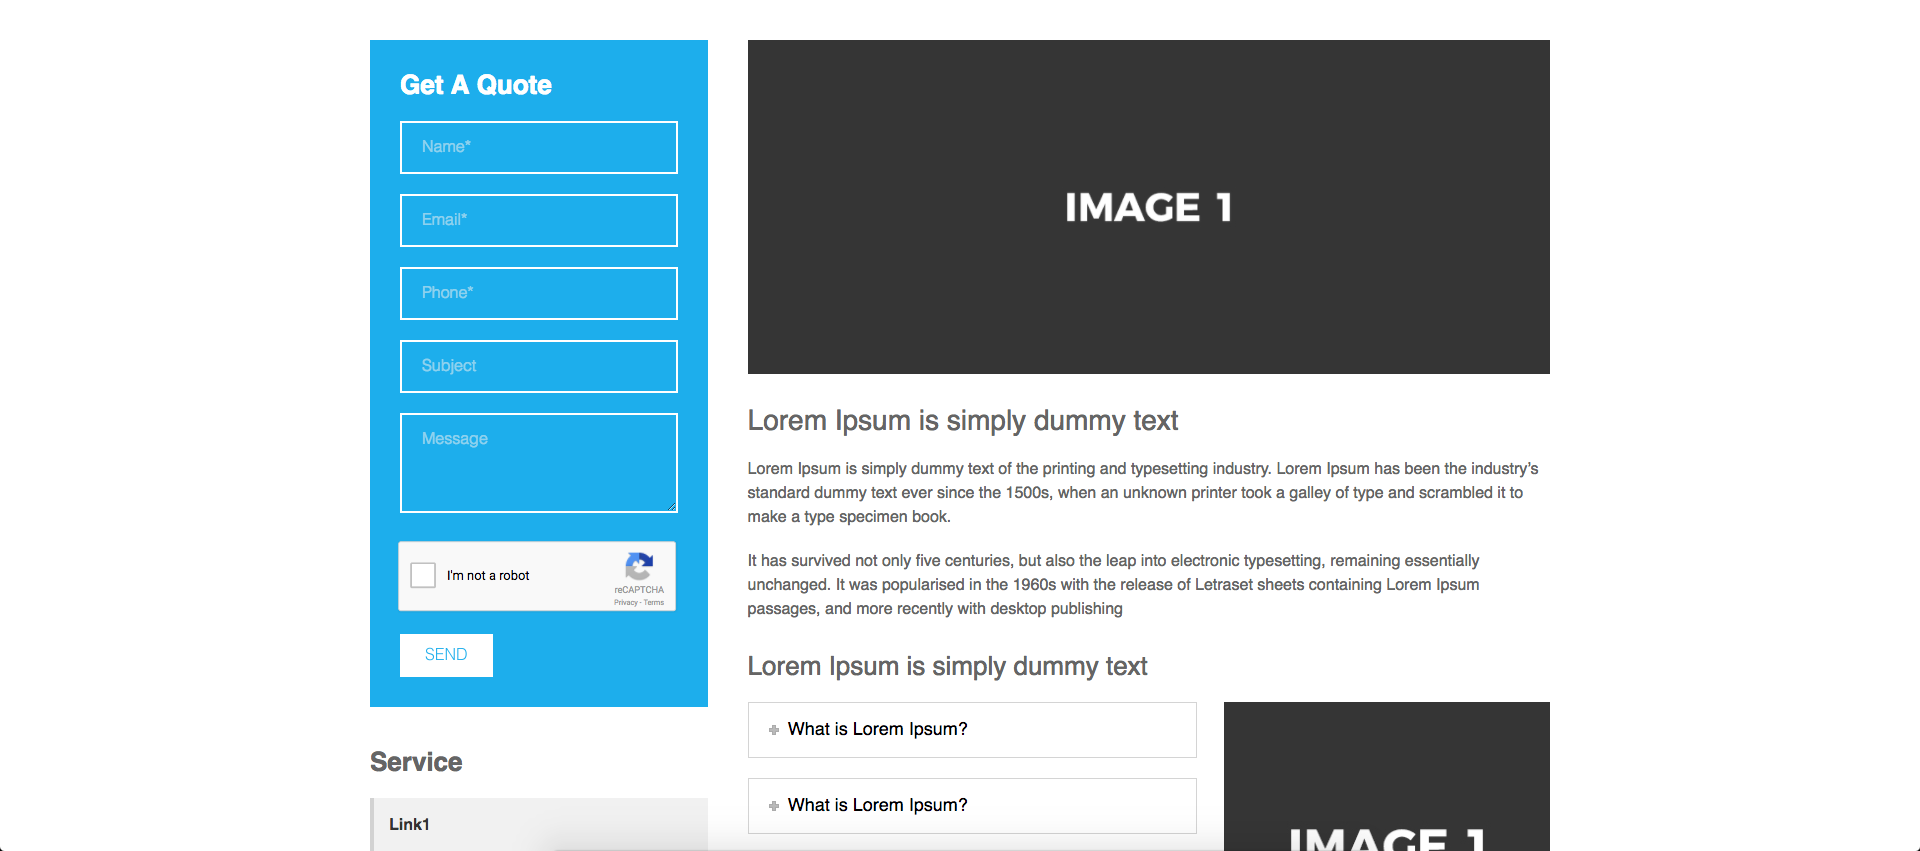 Get A Quote
Name*
Email*
Phone*
Subject
Message
I'm not a robot
reCAPTCHA
Privacy - Terms
SEND
Service
Link1
IMAGE 1
Lorem Ipsum is simply dummy text
Lorem Ipsum is simply dummy text of the printing and typesetting industry. Lorem Ipsum has been the industry’s
standard dummy text ever since the 1500s, when an unknown printer took a galley of type and scrambled it to
make a type specimen book.
It has survived not only five centuries, but also the leap into electronic typesetting, remaining essentially
unchanged. It was popularised in the 1960s with the release of Letraset sheets containing Lorem Ipsum
passages, and more recently with desktop publishing
Lorem Ipsum is simply dummy text
What is Lorem Ipsum?
What is Lorem Ipsum?
IMAGE 1